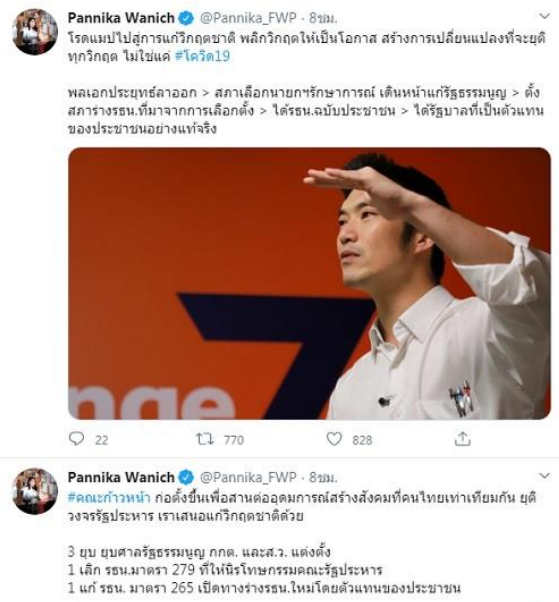 Pannika Wanich @Pannika_FWP · 8ชม.
โรดแมปไปสู่การแก้วิกฤตชาติ พลิกวิกฤตให้เป็นโอกาส สร้างการเปลี่ยนแปลงที่จะยุติ
ทุกวิกฤต ไม่ใช่แค่ #โควิด19
พลเอกประยุทธ์ลาออก > สภาเลือกนายกฯรักษาการณ์ เดินหน้าแก้รัฐธรรมนูญ > ตั้ง
สภาร่างรธน.ที่มาจากการเลือกตั้ง > ได้รธน.ฉบับประชาชน > ได้รัฐบาลที่เป็นตัวแทน
ของประชาชนอย่างแท้จริง
nge
7
22 770 828
Pannika Wanich @Pannika_FWP · 8ชม.
#คณะก้าวหน้า ก่อตั้งขึ้นเพื่อสานต่ออุดมการณ์สร้างสังคมที่คนไทยเท่าเทียมกัน ยุติ
วงจรรัฐประหาร เราเสนอแก้วิกฤตชาติด้วย
3 ยุบ ยุบศาลรัฐธรรมนูญ กกต. และส.ว. แต่งตั้ง
1 เลิก รธน.มาตรา 279 ที่ให้นิรโทษกรรมคณะรัฐประหาร
1 แก้ รธน. มาตรา 265 เปิดทางร่างรธน.ใหม่โดยตัวแทนของประชาชน